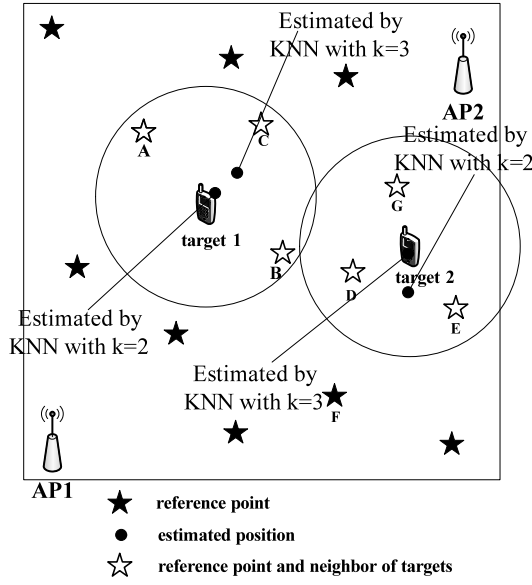 Estimated by
KNN with k=3
AP2
Estimated by
KNN with k=2
A
C
G
target 1
target 2
B
D
E
Estimated by
KNN with k=2
Estimated by
KNN with k=3
F
AP1
reference point
estimated position
reference point and neighbor of targets